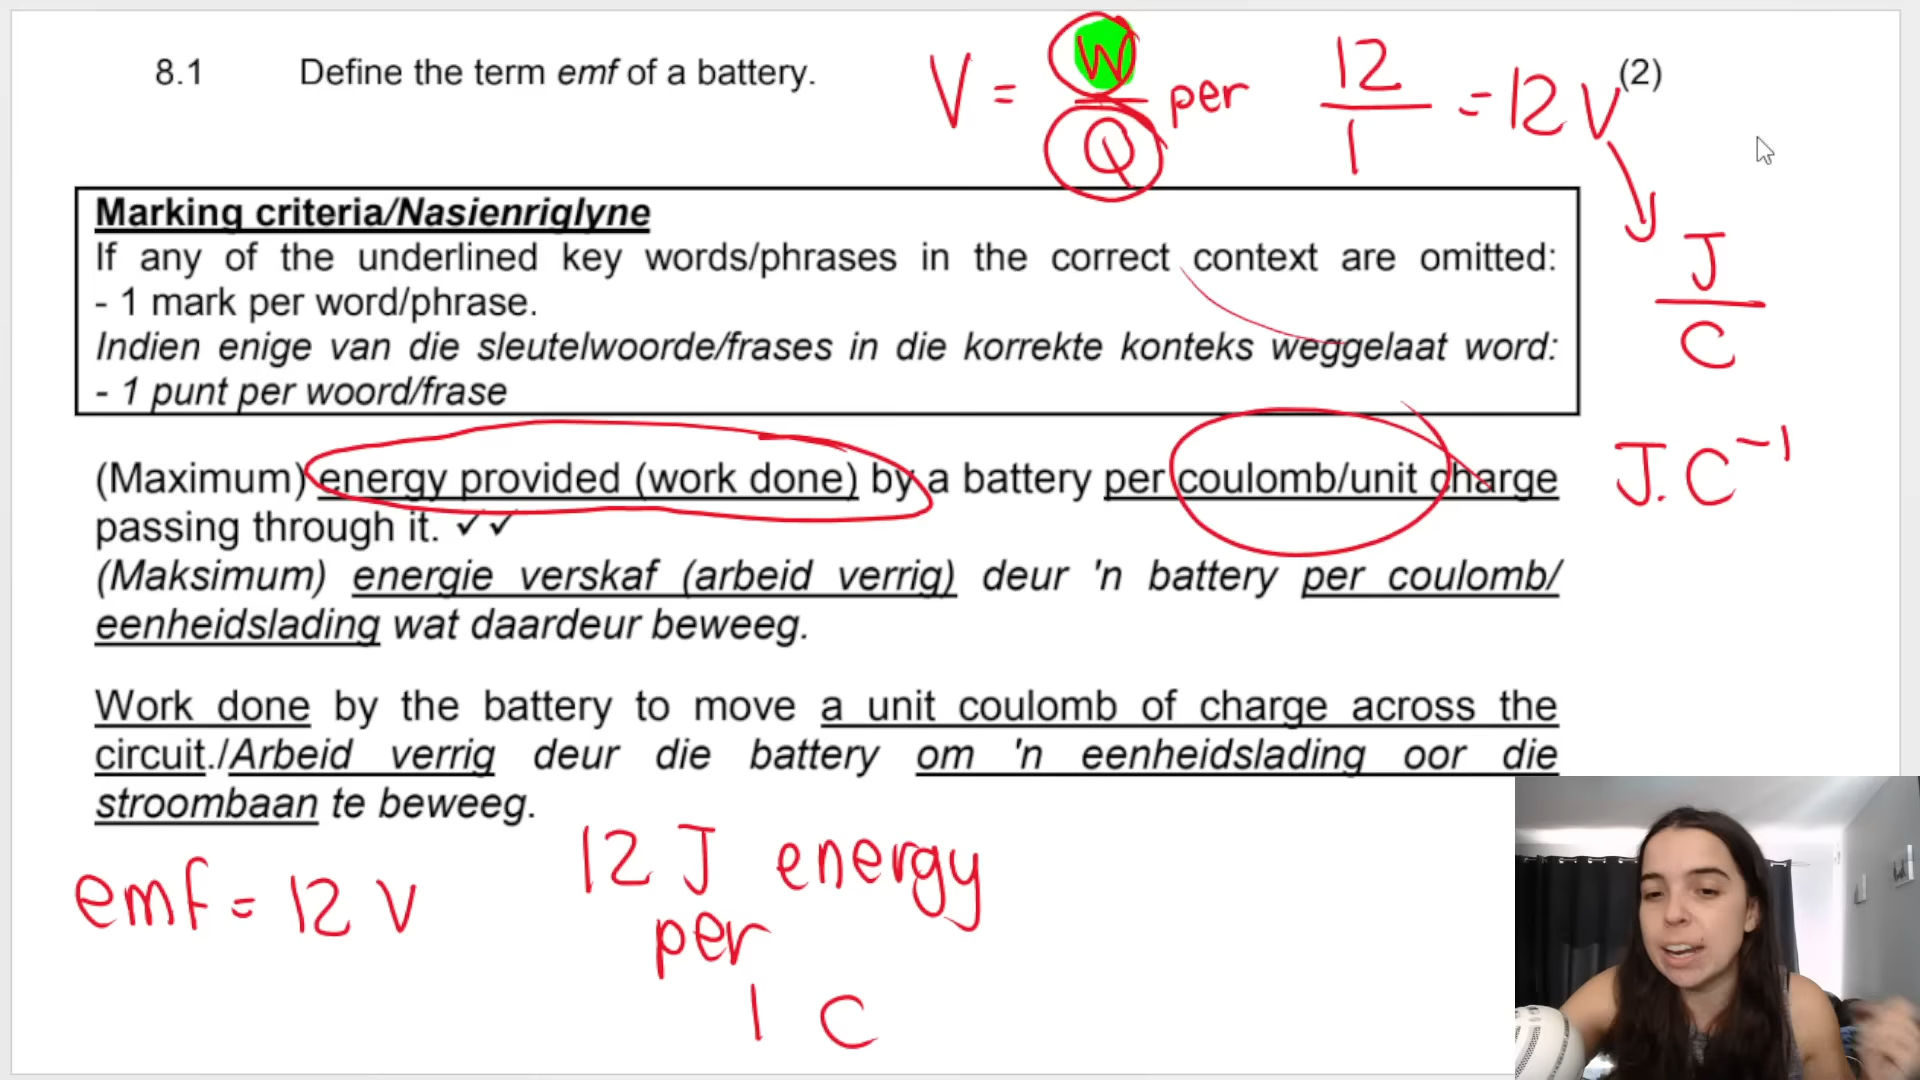 8.1 Define the term emf of a battery. (2)
V = W/Q per 12/1 = 12 V
J/C
J.C⁻¹
Marking criteria/Nasienriglyne
If any of the underlined key words/phrases in the correct context are omitted:
- 1 mark per word/phrase.
Indien enige van die sleutelwoorde/frases in die korrekte konteks weggelaat word:
- 1 punt per woord/frase
(Maximum) energy provided (work done) by a battery per coulomb/unit charge
passing through it. ✓✓
(Maksimum) energie verskaf (arbeid verrig) deur 'n battery per coulomb/
eenheidslading wat daardeur beweeg.
Work done by the battery to move a unit coulomb of charge across the
circuit./Arbeid verrig deur die battery om 'n eenheidslading oor die
stroombaan te beweeg.
emf = 12 V
12 J energy
per
1 C